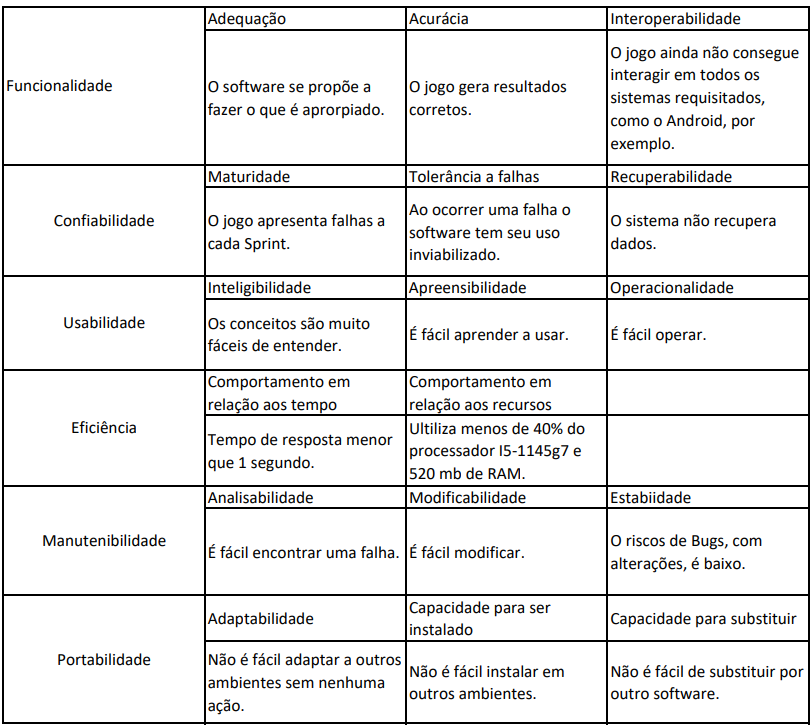 Adequação
Acurácia
Interoperabilidade
Funcionalidade
O software se propõe a
fazer o que é aprorpiado.
O jogo gera resultados
corretos.
O jogo ainda não consegue
interagir em todos os
sistemas requisitados,
como o Android, por
exemplo.
Maturidade
Tolerância a falhas
Recuperabilidade
Confiabilidade
O jogo apresenta falhas a
cada Sprint.
Ao ocorrer uma falha o
software tem seu uso
inviabilizado.
O sistema não recupera
dados.
Inteligibilidade
Apreensibilidade
Operacionalidade
Usabilidade
Os conceitos são muito
fáceis de entender.
É fácil aprender a usar.
É fácil operar.
Comportamento em
relação aos tempo
Comportamento em
relação aos recursos
Eficiência
Tempo de resposta menor
que 1 segundo.
Ultiliza menos de 40% do
processador I5-1145g7 e
520 mb de RAM.
Analisabilidade
Modificabilidade
Estabiidade
Manutenibilidade
É fácil encontrar uma falha.
É fácil modificar.
O riscos de Bugs, com
alterações, é baixo.
Adaptabilidade
Capacidade para ser
instalado
Capacidade para substituir
Portabilidade
Não é fácil adaptar a outros
ambientes sem nenhuma
ação.
Não é fácil instalar em
outros ambientes.
Não é fácil de substituir por
outro software.